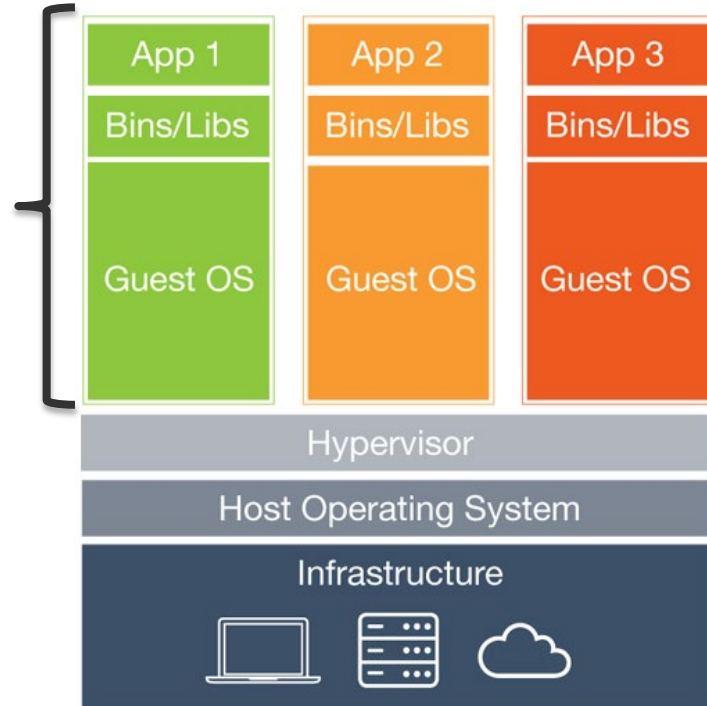 App 1
App 2
App 3
Bins/Libs
Bins/Libs
Bins/Libs
Guest OS
Guest OS
Guest OS
Hypervisor
Host Operating System
Infrastructure